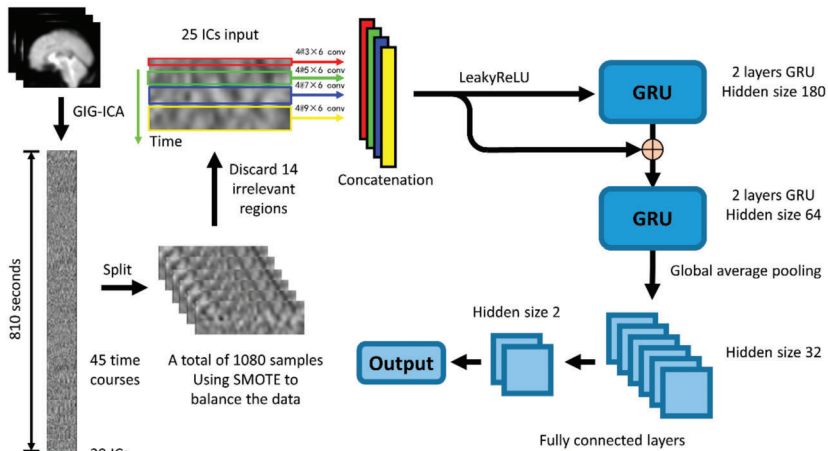 25 ICs input
4@3×6 conv
4@5×6 conv
4@7×6 conv
4@9×6 conv
Time
GIG-ICA
Discard 14
irrelevant
regions
Concatenation
LeakyReLU
GRU
2 layers GRU
Hidden size 180
GRU
2 layers GRU
Hidden size 64
Global average pooling
810 seconds
Split
45 time
courses
A total of 1080 samples
Using SMOTE to
balance the data
Output
Hidden size 2
Hidden size 32
Fully connected layers